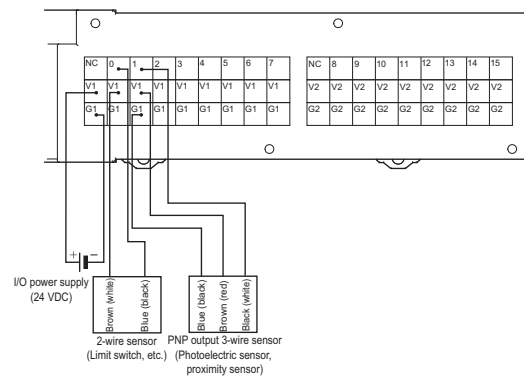 NC 0 1 2 3 4 5 6 7
V1 V1 V1 V1 V1 V1 V1 V1 V1
G1 G1 G1 G1 G1 G1 G1 G1 G1
NC 8 9 10 11 12 13 14 15
V2 V2 V2 V2 V2 V2 V2 V2 V2
G2 G2 G2 G2 G2 G2 G2 G2 G2
+ −
I/O power supply
(24 VDC)
Brown (white)
Blue (black)
2-wire sensor
(Limit switch, etc.)
Blue (black)
Brown (red)
Black (white)
PNP output 3-wire sensor
(Photoelectric sensor,
proximity sensor)